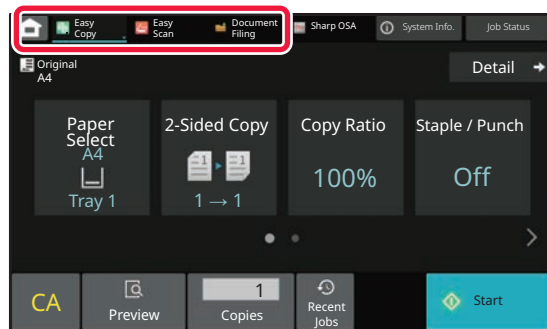 Easy
Copy
Easy
Scan
Document
Filing
Sharp OSA
System Info.
Job Status
Original
A4
Detail
Paper
Select
A4
Tray 1
2-Sided Copy
1 1
1 → 1
Copy Ratio
100%
Staple / Punch
Off
CA
Preview
1
Copies
Recent
Jobs
Start